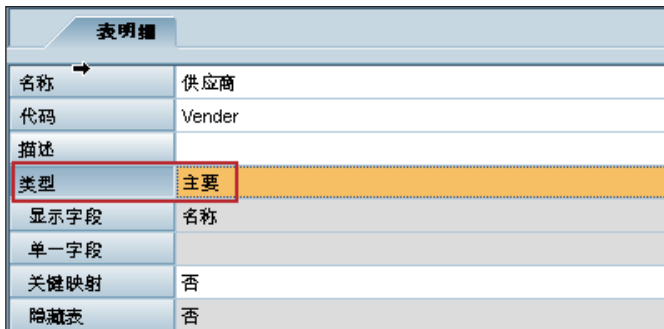 表明细
名称 供应商
代码 Vender
描述
类型 主要
显示字段 名称
单一字段
关键映射 否
隐藏表 否